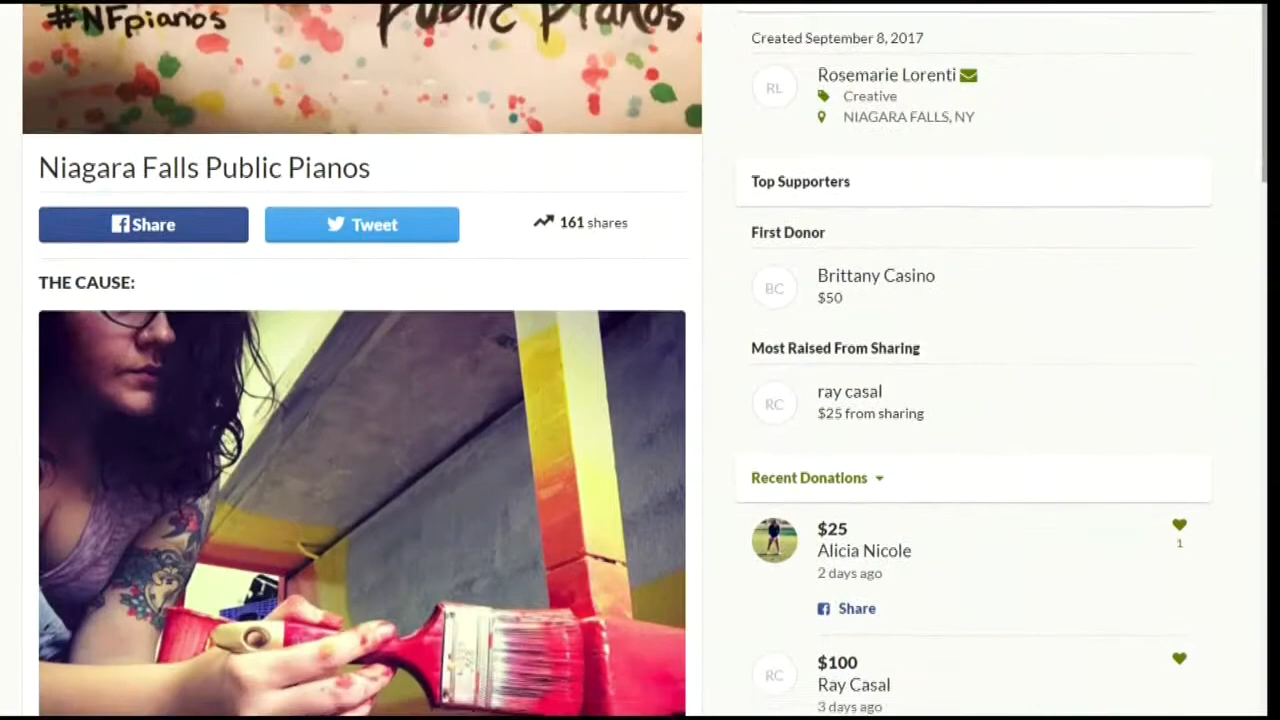 #NFpianos
Public Pianos
Niagara Falls Public Pianos
Share
Tweet
161 shares
THE CAUSE:
Created September 8, 2017
RL
Rosemarie Lorenti
Creative
NIAGARA FALLS, NY
Top Supporters
First Donor
BC
Brittany Casino
$50
Most Raised From Sharing
RC
ray casal
$25 from sharing
Recent Donations
$25
1
Alicia Nicole
2 days ago
Share
$100
RC
Ray Casal
3 days ago